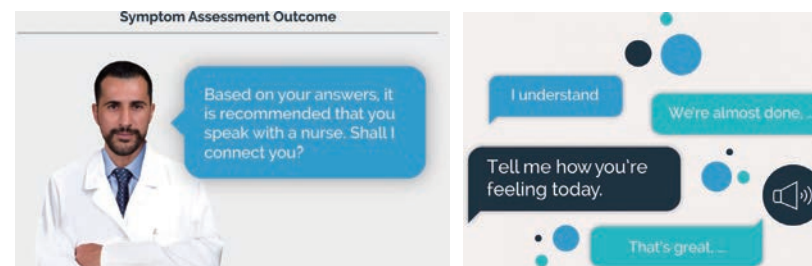 Symptom Assessment Outcome
Based on your answers, it
is recommended that you
speak with a nurse. Shall I
connect you?
I understand
We're almost done, ...
Tell me how you're
feeling today.
That's great, ...